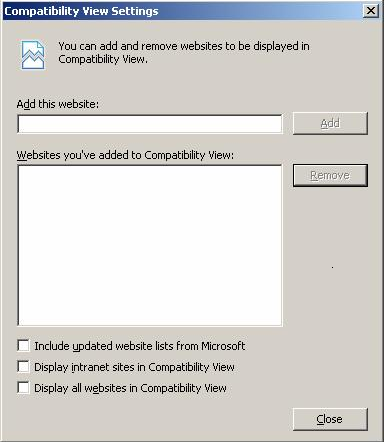 Compatibility View Settings
You can add and remove websites to be displayed in
Compatibility View.
Add this website:
Add
Websites you've added to Compatibility View:
Remove
Include updated website lists from Microsoft
Display intranet sites in Compatibility View
Display all websites in Compatibility View
Close